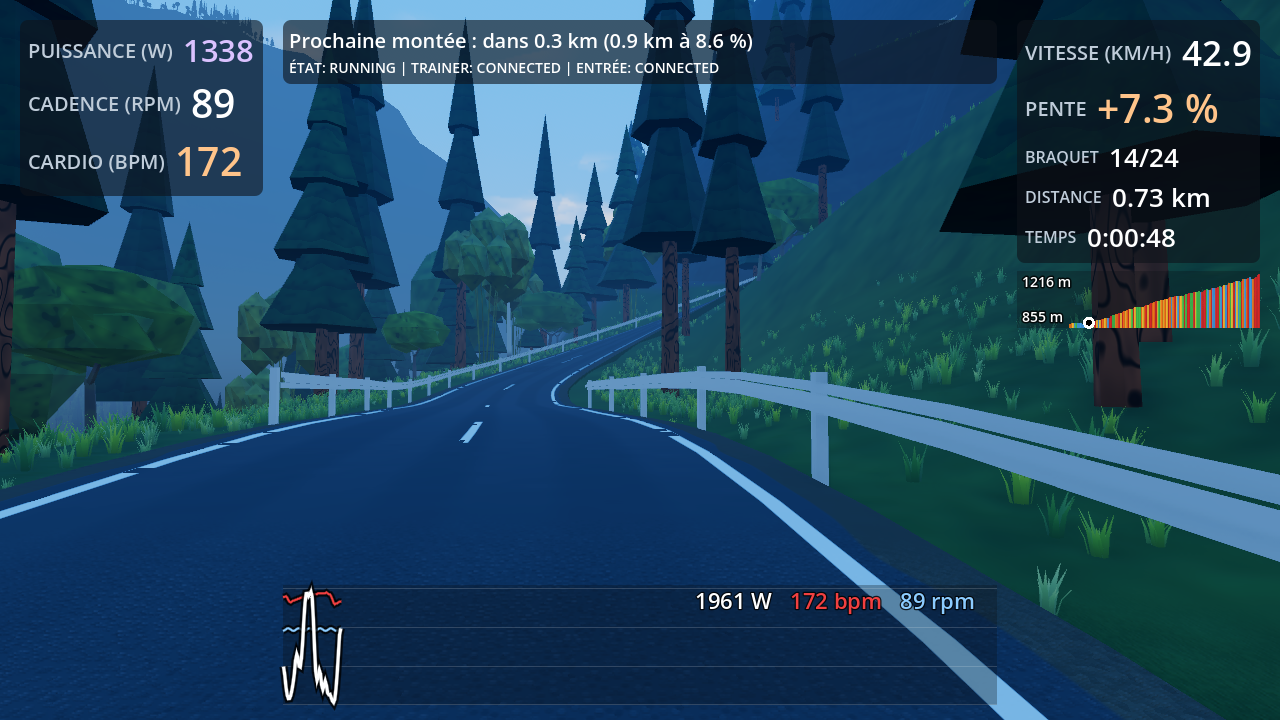 PUISSANCE (W) 1338
CADENCE (RPM) 89
CARDIO (BPM) 172
Prochaine montée : dans 0.3 km (0.9 km à 8.6 %)
ÉTAT: RUNNING | TRAINER: CONNECTED | ENTRÉE: CONNECTED
VITESSE (KM/H) 42.9
PENTE +7.3 %
BRAQUET 14/24
DISTANCE 0.73 km
TEMPS 0:00:48
1216 m
855 m
1961 W 172 bpm 89 rpm